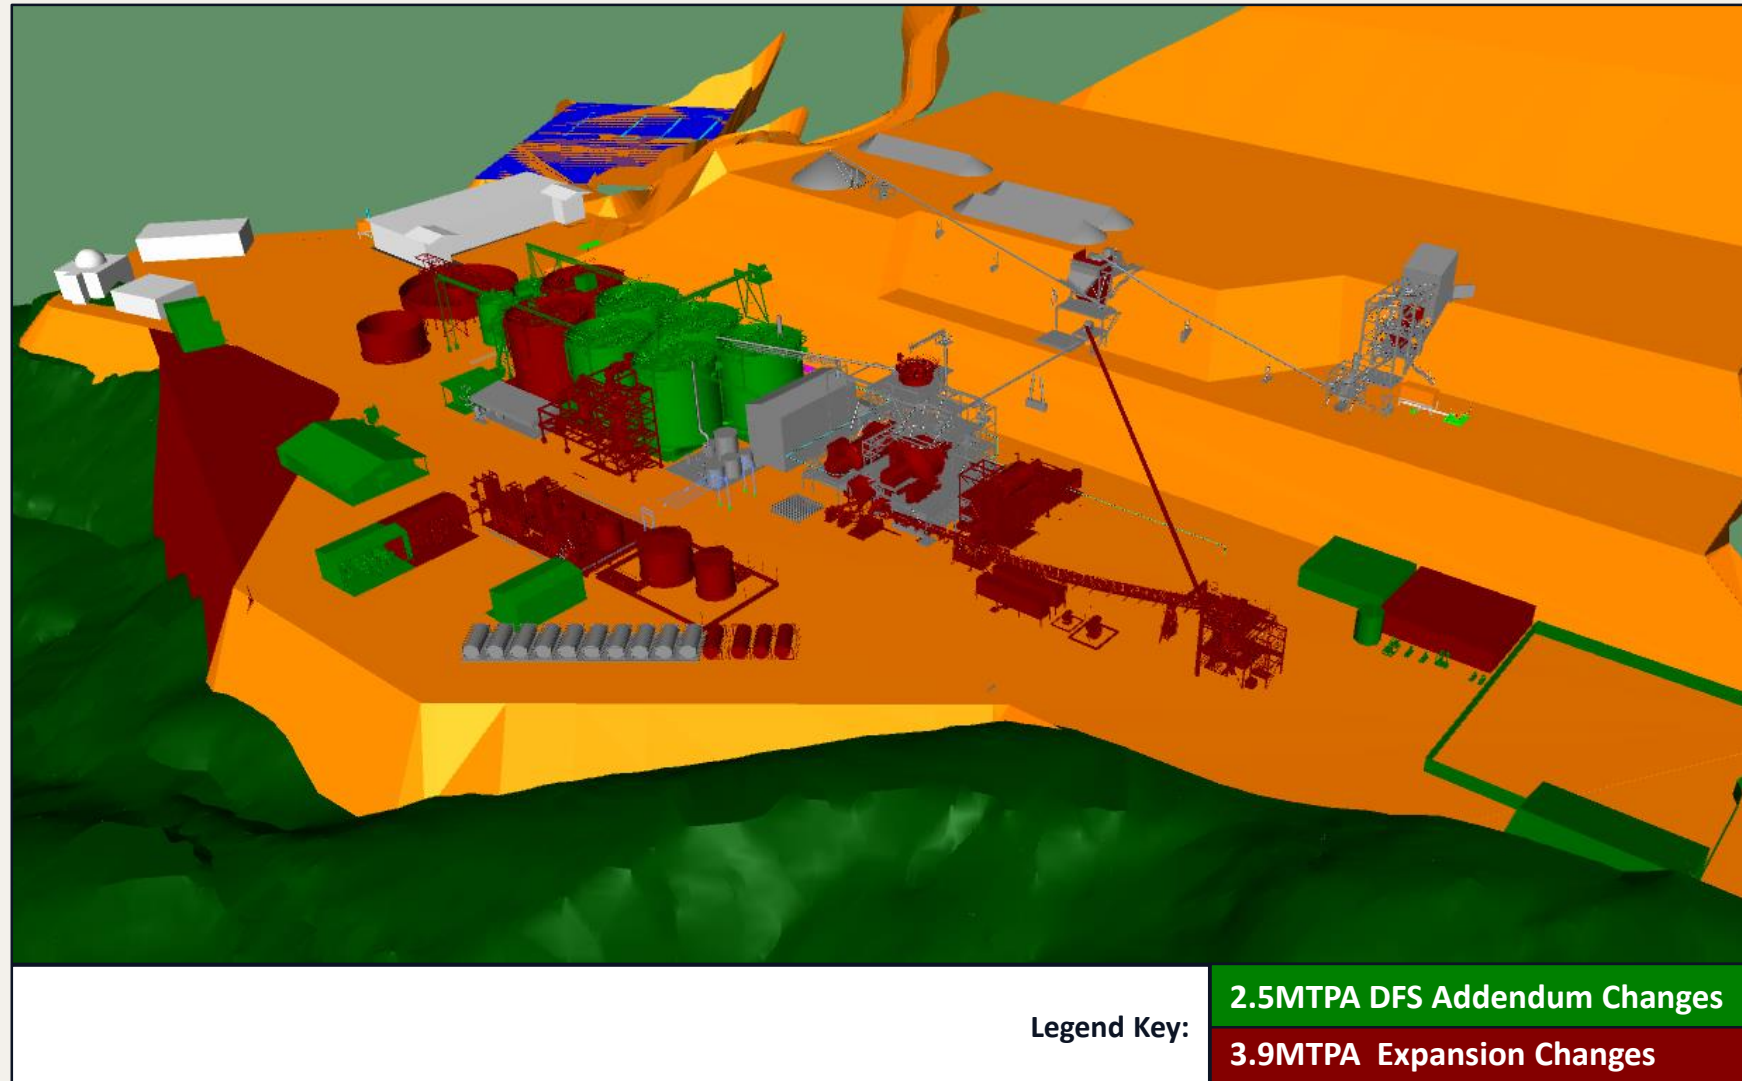 Legend Key:
2.5MTPA DFS Addendum Changes
3.9MTPA  Expansion Changes